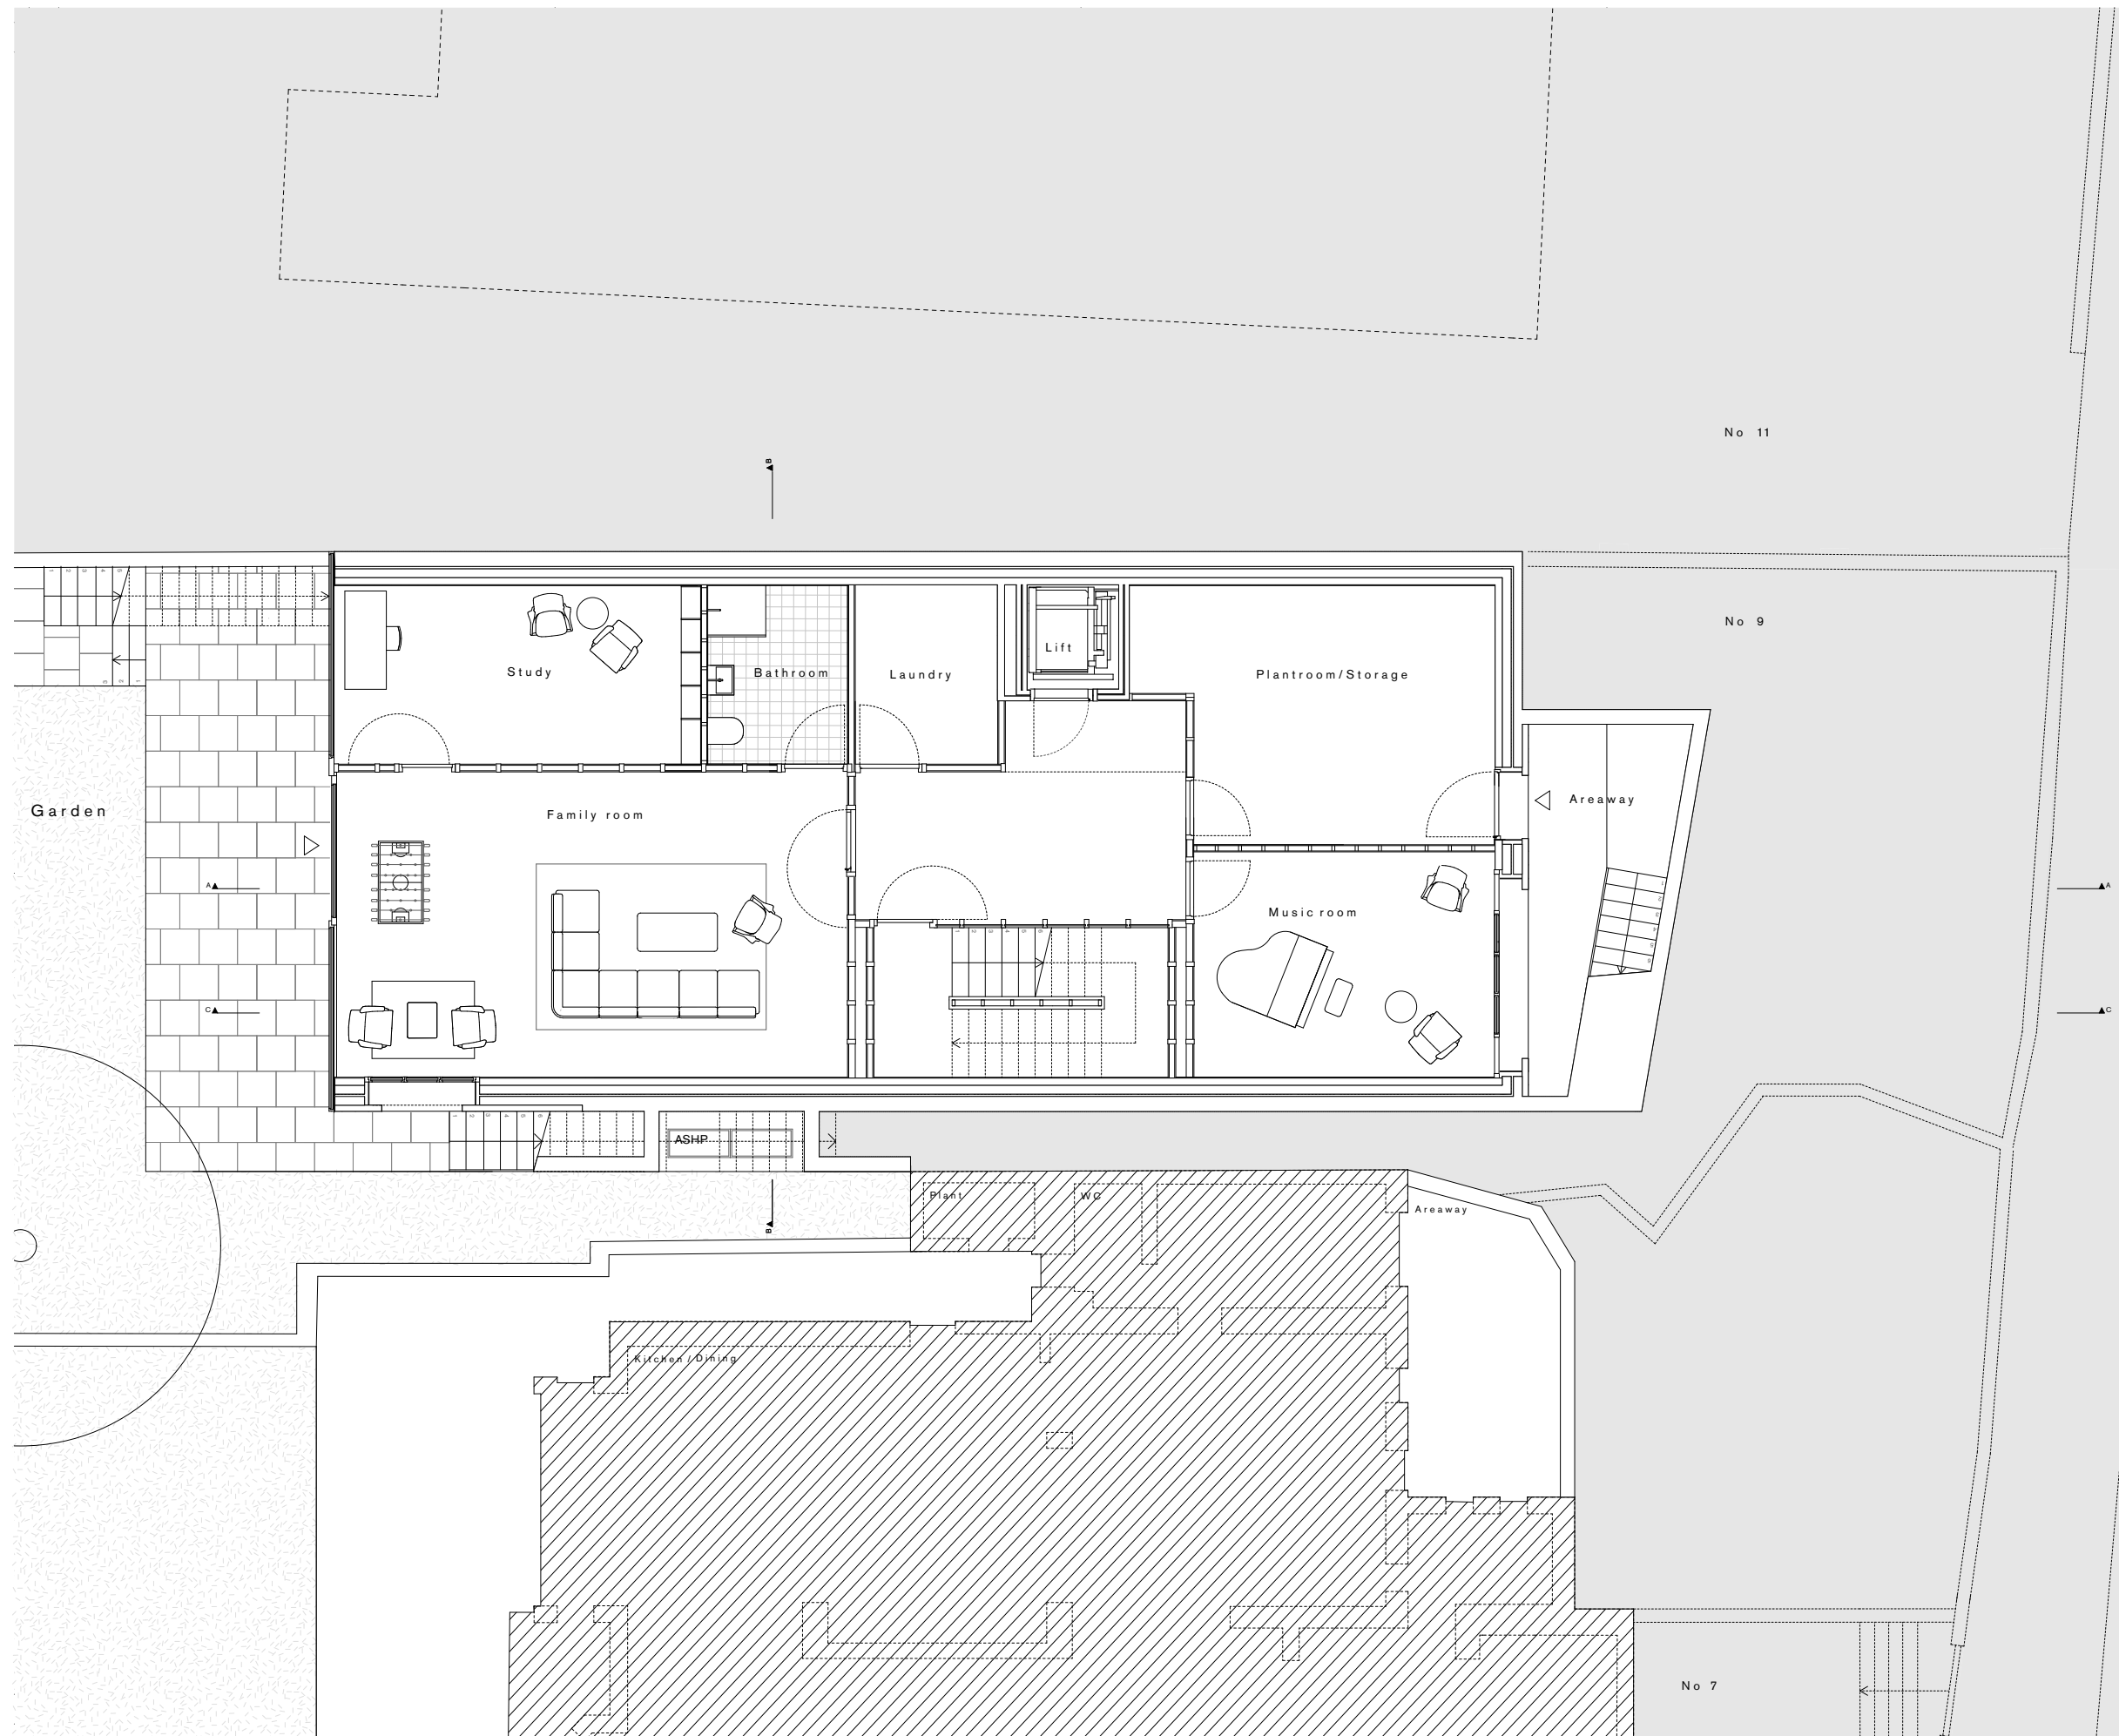 No 11
B
No 9
Lift
Study
Bathroom
Laundry
Plantroom/Storage
Areaway
Garden
Family room
A
A
Music room
C
C
ASHP
Plant
WC
Areaway
B
Kitchen / Dining
No 7